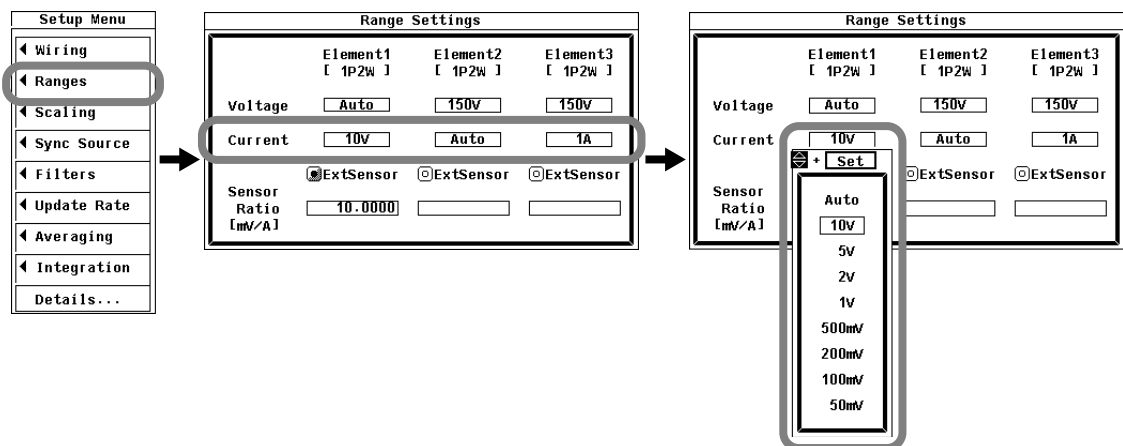 Setup Menu
Wiring
Ranges
Scaling
Sync Source
Filters
Update Rate
Averaging
Integration
Details...
Range Settings
Element1 Element2 Element3
[ 1P2W ] [ 1P2W ] [ 1P2W ]
Voltage Auto 150V 150V
Current 10V Auto 1A
ExtSensor ExtSensor ExtSensor
Sensor
Ratio 10.0000
[mV/A]
Range Settings
Element1 Element2 Element3
[ 1P2W ] [ 1P2W ] [ 1P2W ]
Voltage Auto 150V 150V
Current 10V Auto 1A
+ Set ExtSensor ExtSensor
Sensor
Ratio
[mV/A]
Auto
10V
5V
2V
1V
500mV
200mV
100mV
50mV